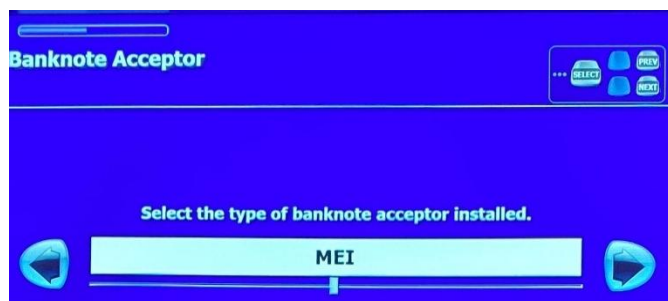 Banknote Acceptor
PREV
... SELECT
NEXT
Select the type of banknote acceptor installed.
MEI